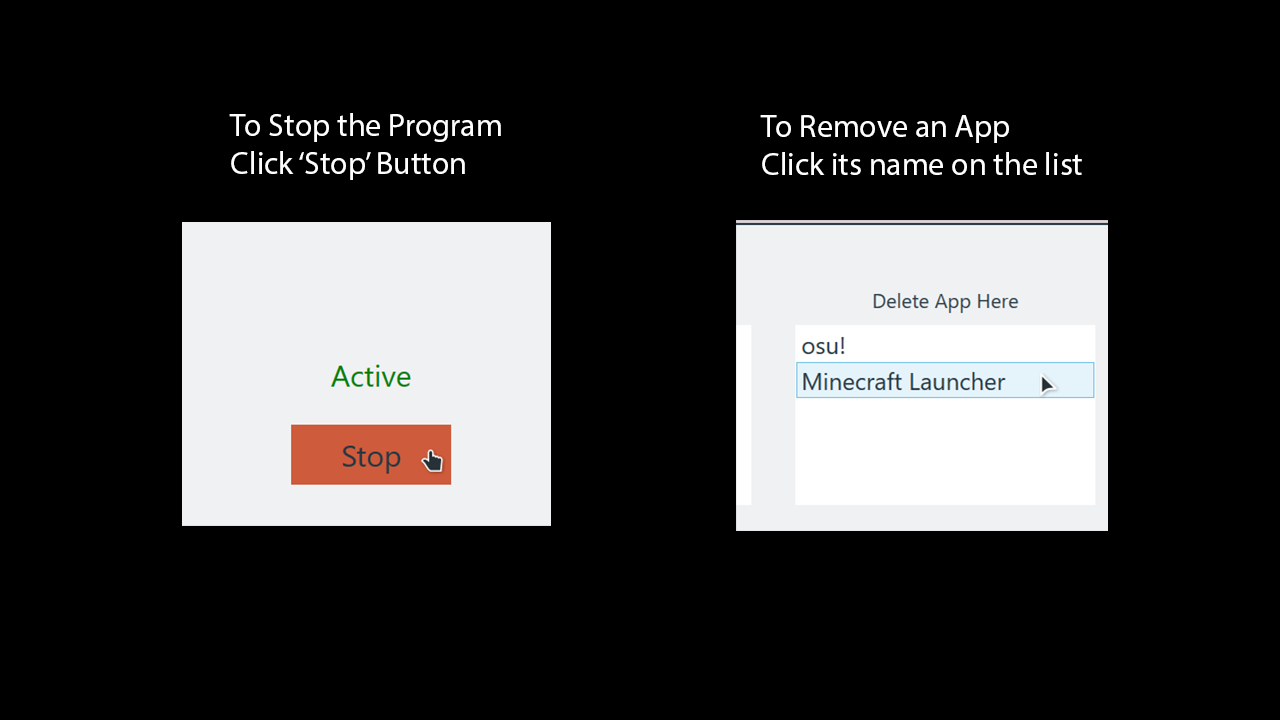 To Stop the Program
Click ‘Stop’ Button
Active
Stop
To Remove an App
Click its name on the list
Delete App Here
osu!
Minecraft Launcher